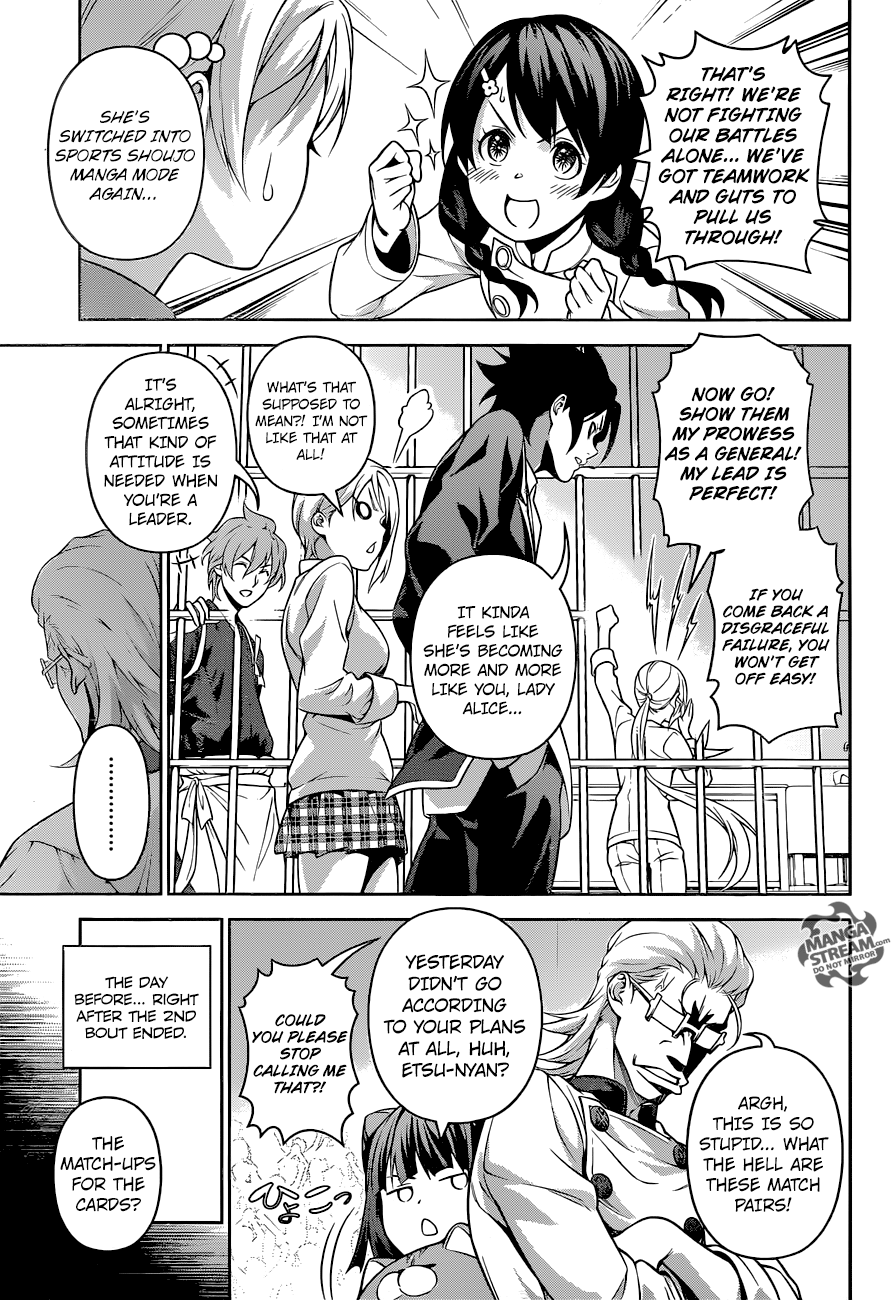 THAT'S
RIGHT! WE'RE
NOT FIGHTING
OUR BATTLES
ALONE... WE'VE
GOT TEAMWORK
AND GUTS TO
PULL US
THROUGH!
SHE'S
SWITCHED INTO
SPORTS SHOUJO
MANGA MODE
AGAIN...
NOW GO!
SHOW THEM
MY PROWESS
AS A GENERAL!
MY LEAD IS
PERFECT!
IF YOU
COME BACK A
DISGRACEFUL
FAILURE, YOU
WON'T GET
OFF EASY!
IT KINDA
FEELS LIKE
SHE'S BECOMING
MORE AND MORE
LIKE YOU, LADY
ALICE...
WHAT'S THAT
SUPPOSED TO
MEAN?! I'M NOT
LIKE THAT AT
ALL!
IT'S
ALRIGHT,
SOMETIMES
THAT KIND OF
ATTITUDE IS
NEEDED WHEN
YOU'RE A
LEADER.
..........
MANGA
STREAM.com
DO NOT MIRROR
ARGH,
THIS IS SO
STUPID... WHAT
THE HELL ARE
THESE MATCH
PAIRS!
YESTERDAY
DIDN'T GO
ACCORDING
TO YOUR PLANS
AT ALL, HUH,
ETSU-NYAN?
COULD
YOU PLEASE
STOP
CALLING ME
THAT?!
ひょこっ
THE DAY
BEFORE... RIGHT
AFTER THE 2ND
BOUT ENDED.
THE
MATCH-UPS
FOR THE
CARDS?